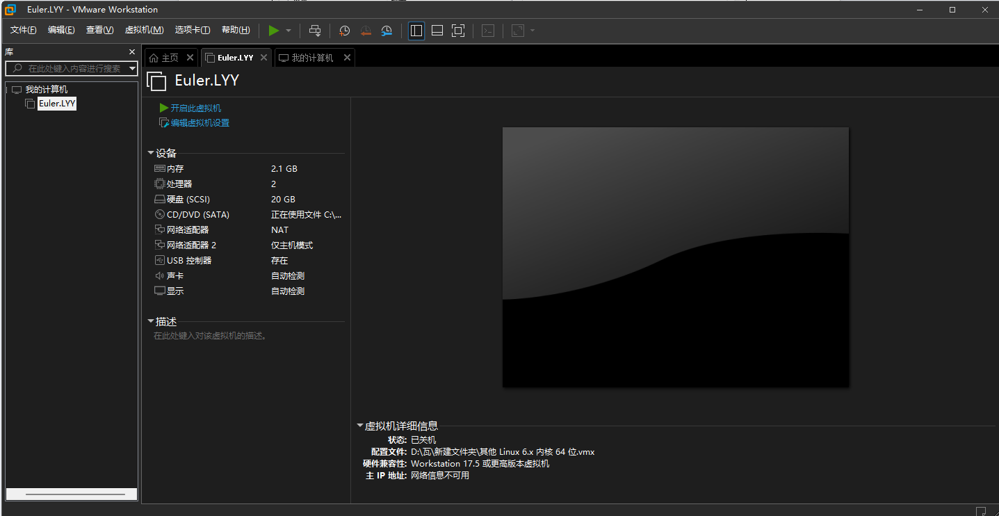 Euler.LYY - VMware Workstation
文件(F) 编辑(E) 查看(V) 虚拟机(M) 选项卡(T) 帮助(H)
库
在此处键入内容进行搜索
我的计算机
Euler.LYY
主页 Euler.LYY 我的计算机
Euler.LYY
开启此虚拟机
编辑虚拟机设置
设备
内存 2.1 GB
处理器 2
硬盘 (SCSI) 20 GB
CD/DVD (SATA) 正在使用文件 C:\...
网络适配器 NAT
网络适配器 2 仅主机模式
USB 控制器 存在
声卡 自动检测
显示 自动检测
描述
在此处键入对该虚拟机的描述。
虚拟机详细信息
状态: 已关机
配置文件: D:\瓦\新建文件夹\其他 Linux 6.x 内核 64 位.vmx
硬件兼容性: Workstation 17.5 或更高版本虚拟机
主 IP 地址: 网络信息不可用